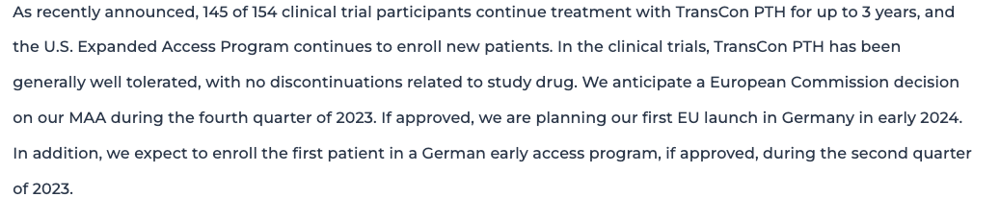 As recently announced, 145 of 154 clinical trial participants continue treatment with TransCon PTH for up to 3 years, and
the U.S. Expanded Access Program continues to enroll new patients. In the clinical trials, TransCon PTH has been
generally well tolerated, with no discontinuations related to study drug. We anticipate a European Commission decision
on our MAA during the fourth quarter of 2023. If approved, we are planning our first EU launch in Germany in early 2024.
In addition, we expect to enroll the first patient in a German early access program, if approved, during the second quarter
of 2023.